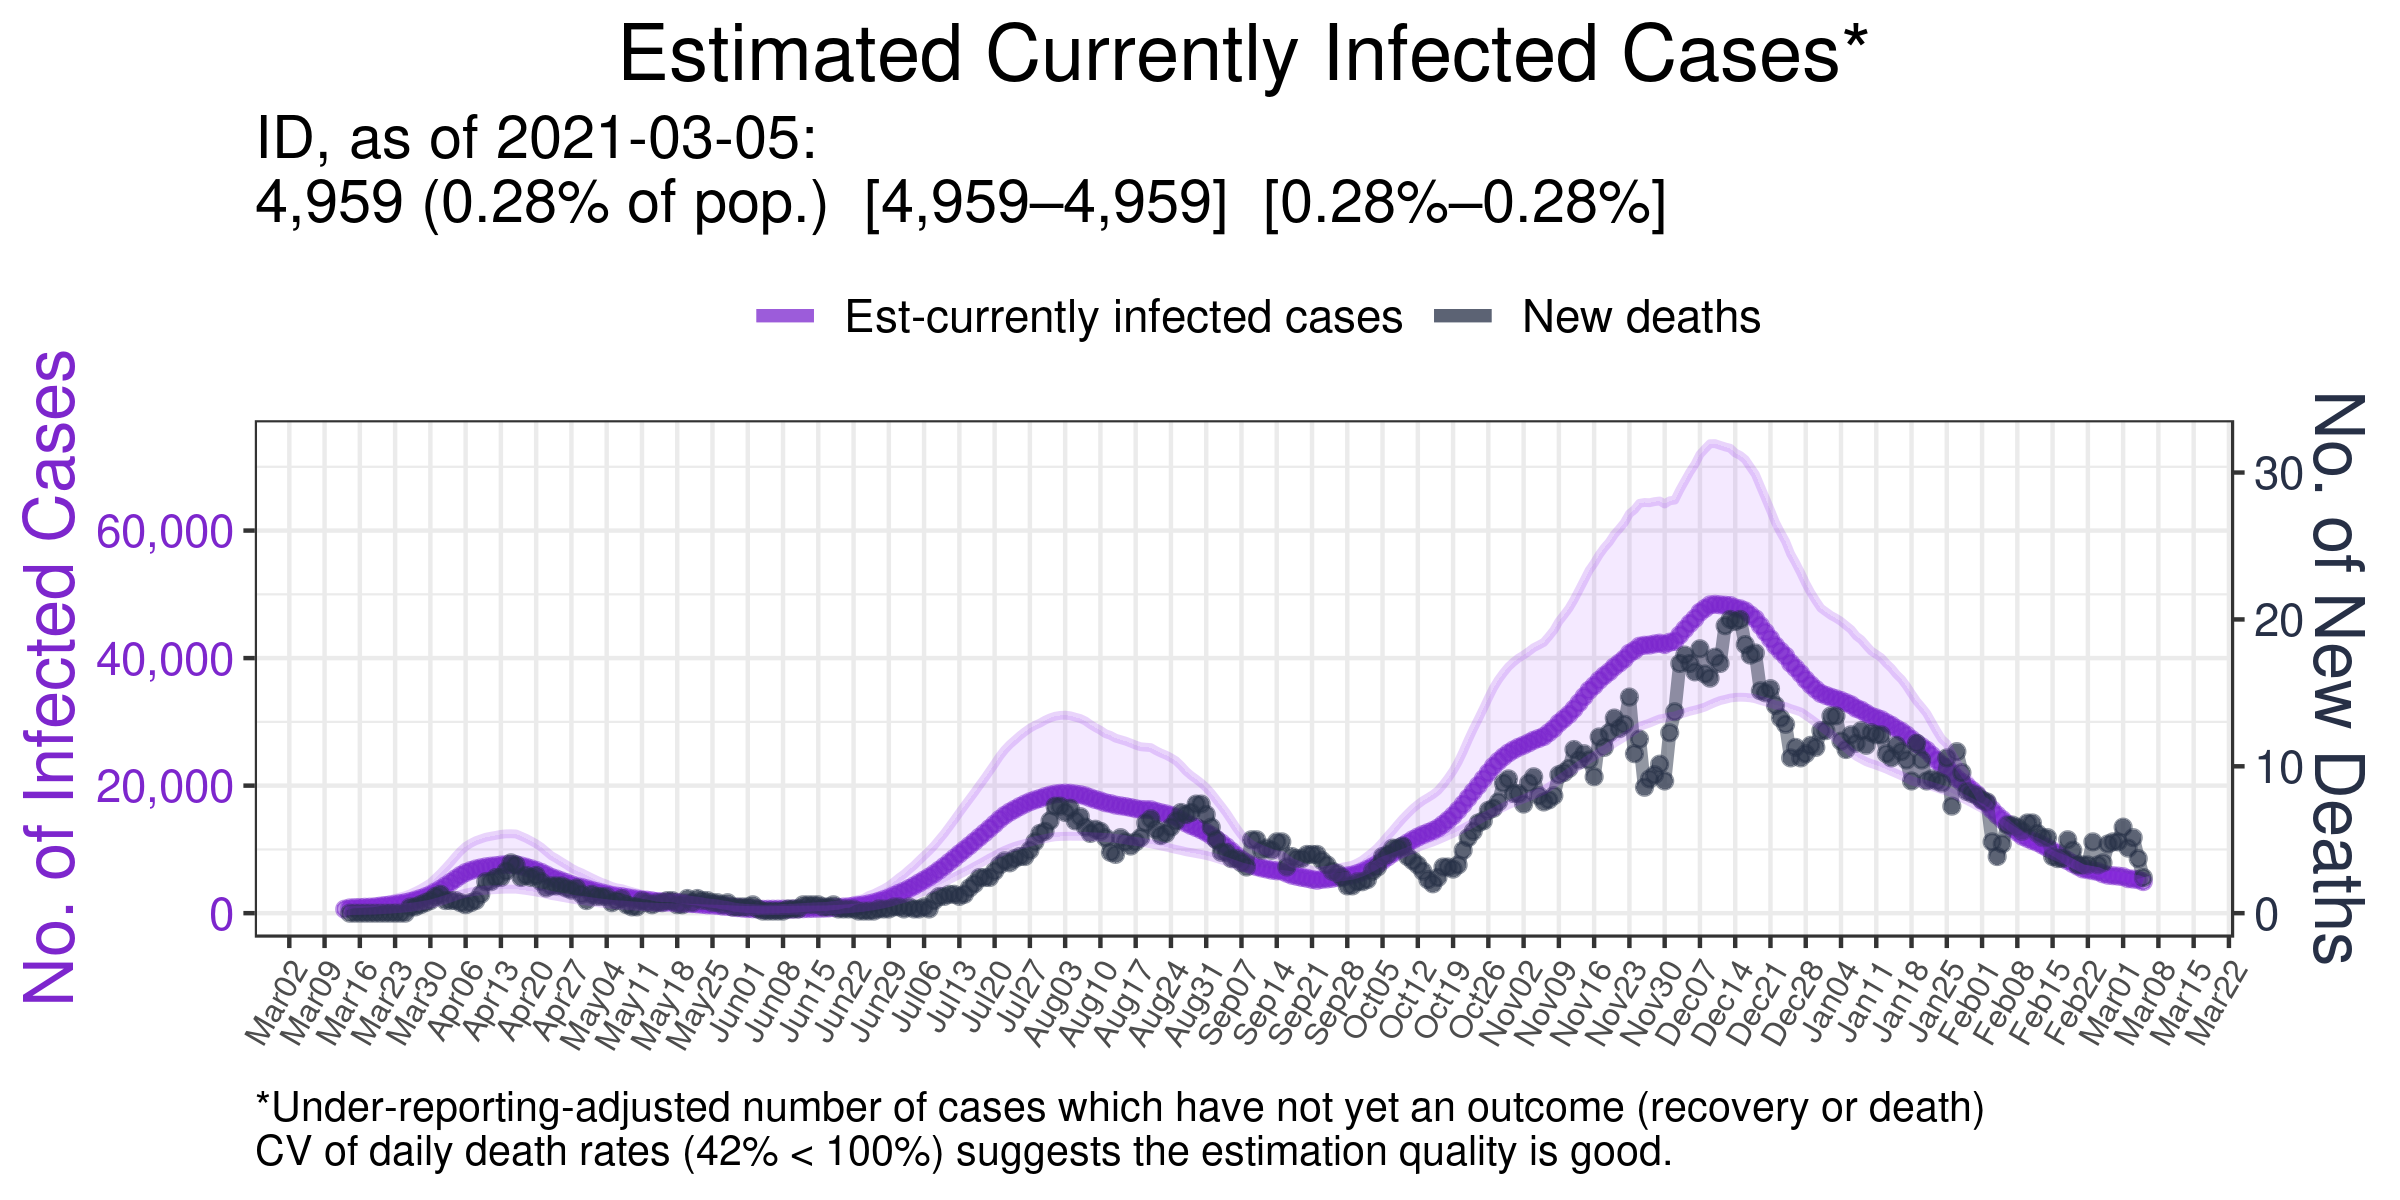 Estimated Currently Infected Cases*
ID, as of 2021-03-05:
4,959 (0.28% of pop.)  [4,959–4,959]  [0.28%–0.28%]
Est-currently infected cases
New deaths
No. of Infected Cases
60,000
40,000
20,000
0
30
20
10
0
No. of New Deaths
Mar02
Mar09
Mar16
Mar23
Mar30
Apr06
Apr13
Apr20
Apr27
May04
May11
May18
May25
Jun01
Jun08
Jun15
Jun22
Jun29
Jul06
Jul13
Jul20
Jul27
Aug03
Aug10
Aug17
Aug24
Aug31
Sep07
Sep14
Sep21
Sep28
Oct05
Oct12
Oct19
Oct26
Nov02
Nov09
Nov16
Nov23
Nov30
Dec07
Dec14
Dec21
Dec28
Jan04
Jan11
Jan18
Jan25
Feb01
Feb08
Feb15
Feb22
Mar01
Mar08
Mar15
Mar22
*Under-reporting-adjusted number of cases which have not yet an outcome (recovery or death)
CV of daily death rates (42% < 100%) suggests the estimation quality is good.